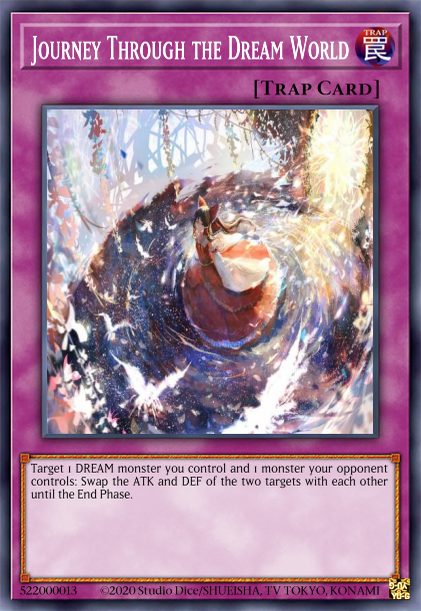 Journey Through the Dream World
TRAP
罠
[Trap Card]
Target 1 DREAM monster you control and 1 monster your opponent
controls: Swap the ATK and DEF of the two targets with each other
until the End Phase.
522000013 ©2020 Studio Dice/SHUEISHA, TV TOKYO, KONAMI